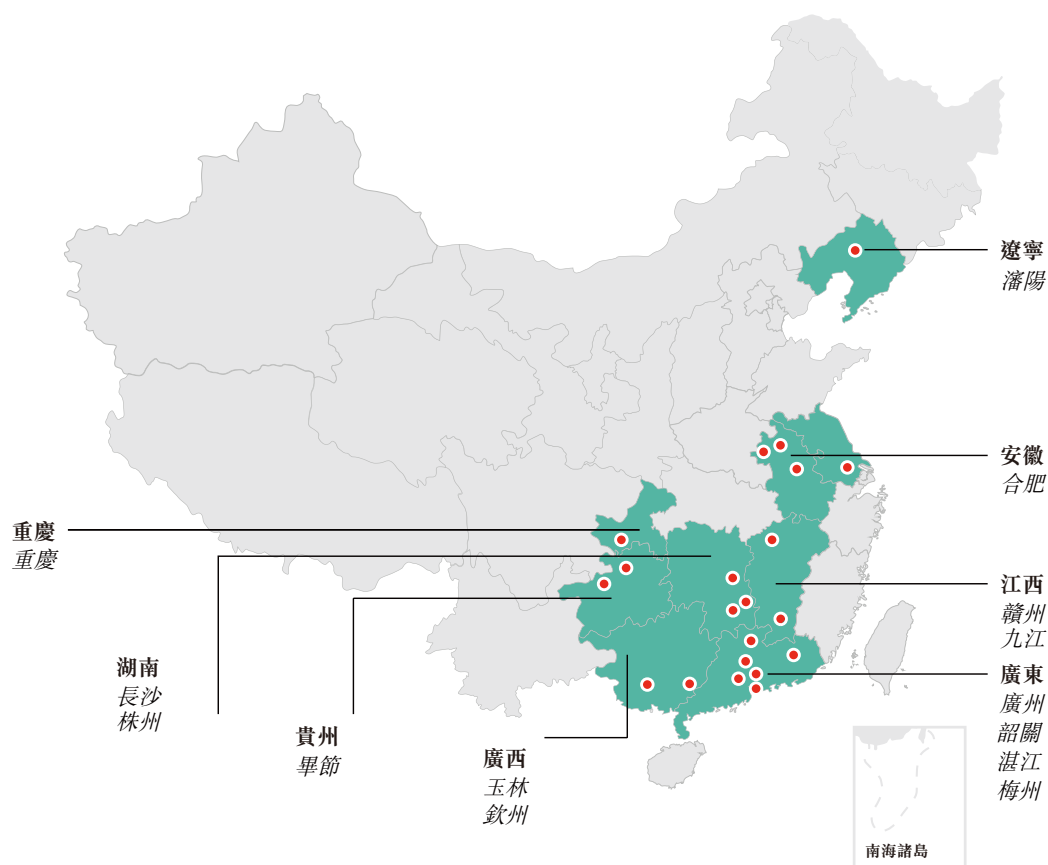 遼寧
瀋陽
安徽
合肥
重慶
重慶
江西
贛州
九江
湖南
長沙
株州
廣東
廣州
韶關
湛江
梅州
貴州
畢節
廣西
玉林
欽州
南海諸島